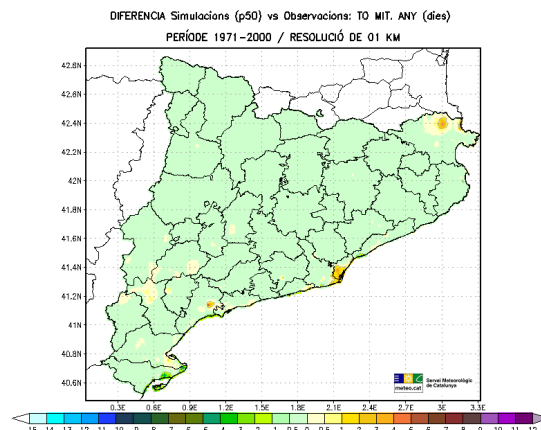 DIFERENCIA Simulacions (p50) vs Observacions: TO MIT. ANY (dies)
PERÍODE 1971-2000 / RESOLUCIÓ DE 01 KM
42.8N
42.6N
42.4N
42.2N
42N
41.8N
41.6N
41.4N
41.2N
41N
40.8N
40.6N
meteo.cat
Servei Meteorològic
de Catalunya
0.3E 0.6E 0.9E 1.2E 1.5E 1.8E 2.1E 2.4E 2.7E 3E 3.3E